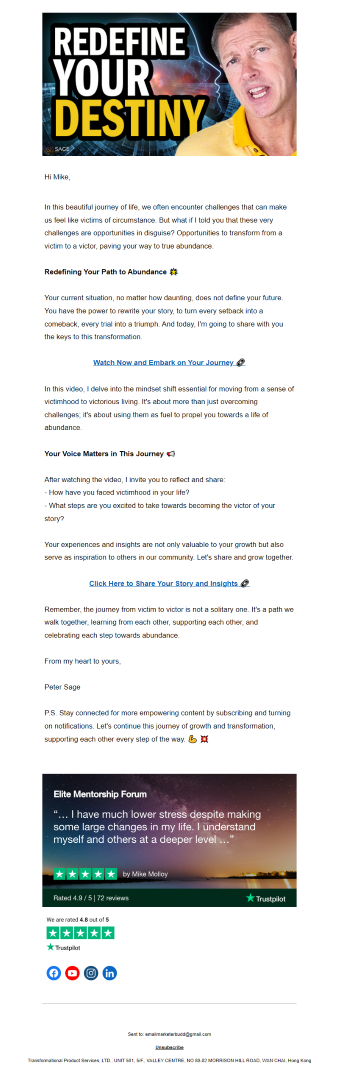 REDEFINE
YOUR
DESTINY
SAGE
Hi Mike,
In this beautiful journey of life, we often encounter challenges that can make
us feel like victims of circumstance. But what if I told you that these very
challenges are opportunities in disguise? Opportunities to transform from a
victim to a victor, paving your way to true abundance.
Redefining Your Path to Abundance
Your current situation, no matter how daunting, does not define your future.
You have the power to rewrite your story, to turn every setback into a
comeback, every trial into a triumph. And today, I'm going to share with you
the keys to this transformation.
Watch Now and Embark on Your Journey
In this video, I delve into the mindset shift essential for moving from a sense of
victimhood to victorious living. It's about more than just overcoming
challenges; it's about using them as fuel to propel you towards a life of
abundance.
Your Voice Matters in This Journey
After watching the video, I invite you to reflect and share:
- How have you faced victimhood in your life?
- What steps are you excited to take towards becoming the victor of your
story?
Your experiences and insights are not only valuable to your growth but also
serve as inspiration to others in our community. Let's share and grow together.
Click Here to Share Your Story and Insights
Remember, the journey from victim to victor is not a solitary one. It's a path we
walk together, learning from each other, supporting each other, and
celebrating each step towards abundance.
From my heart to yours,
Peter Sage
P.S. Stay connected for more empowering content by subscribing and turning
on notifications. Let's continue this journey of growth and transformation,
supporting each other every step of the way.
Elite Mentorship Forum
“… I have much lower stress despite making
some large changes in my life. I understand
myself and others at a deeper level …”
by Mike Molloy
Rated 4.9 / 5 | 72 reviews
Trustpilot
We are rated 4.8 out of 5
Trustpilot
Sent to: emailmarketerbudd@gmail.com
Unsubscribe
Transformational Product Services, LTD., UNIT 501, 5/F., VALLEY CENTRE, NO 80-82 MORRISON HILL ROAD, WAN CHAI, Hong Kong